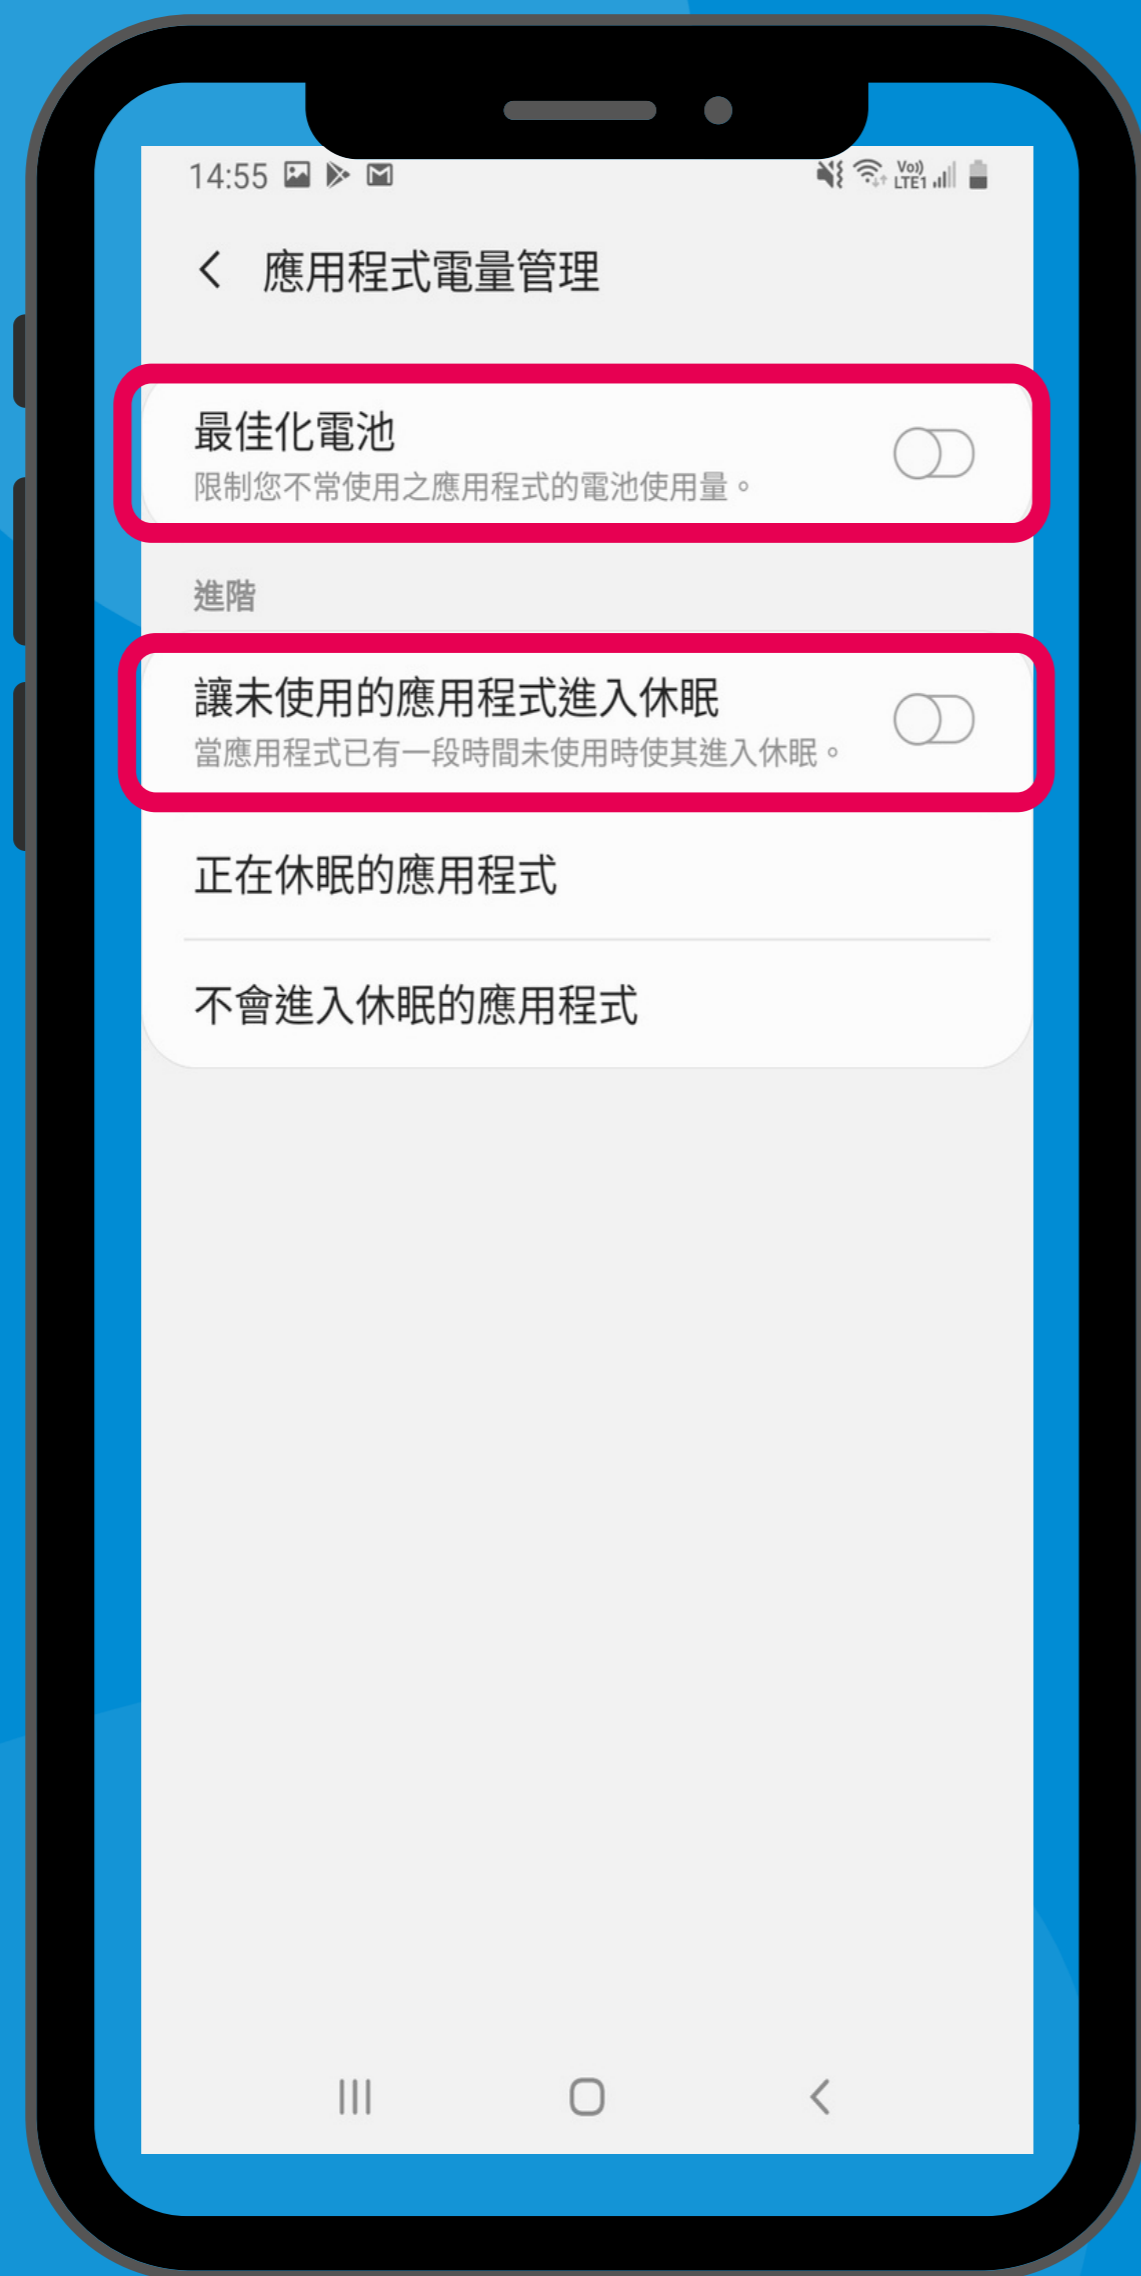 14:55
Vo)) LTE1
應用程式電量管理
最佳化電池
限制您不常使用之應用程式的電池使用量。
進階
讓未使用的應用程式進入休眠
當應用程式已有一段時間未使用時使其進入休眠。
正在休眠的應用程式
不會進入休眠的應用程式